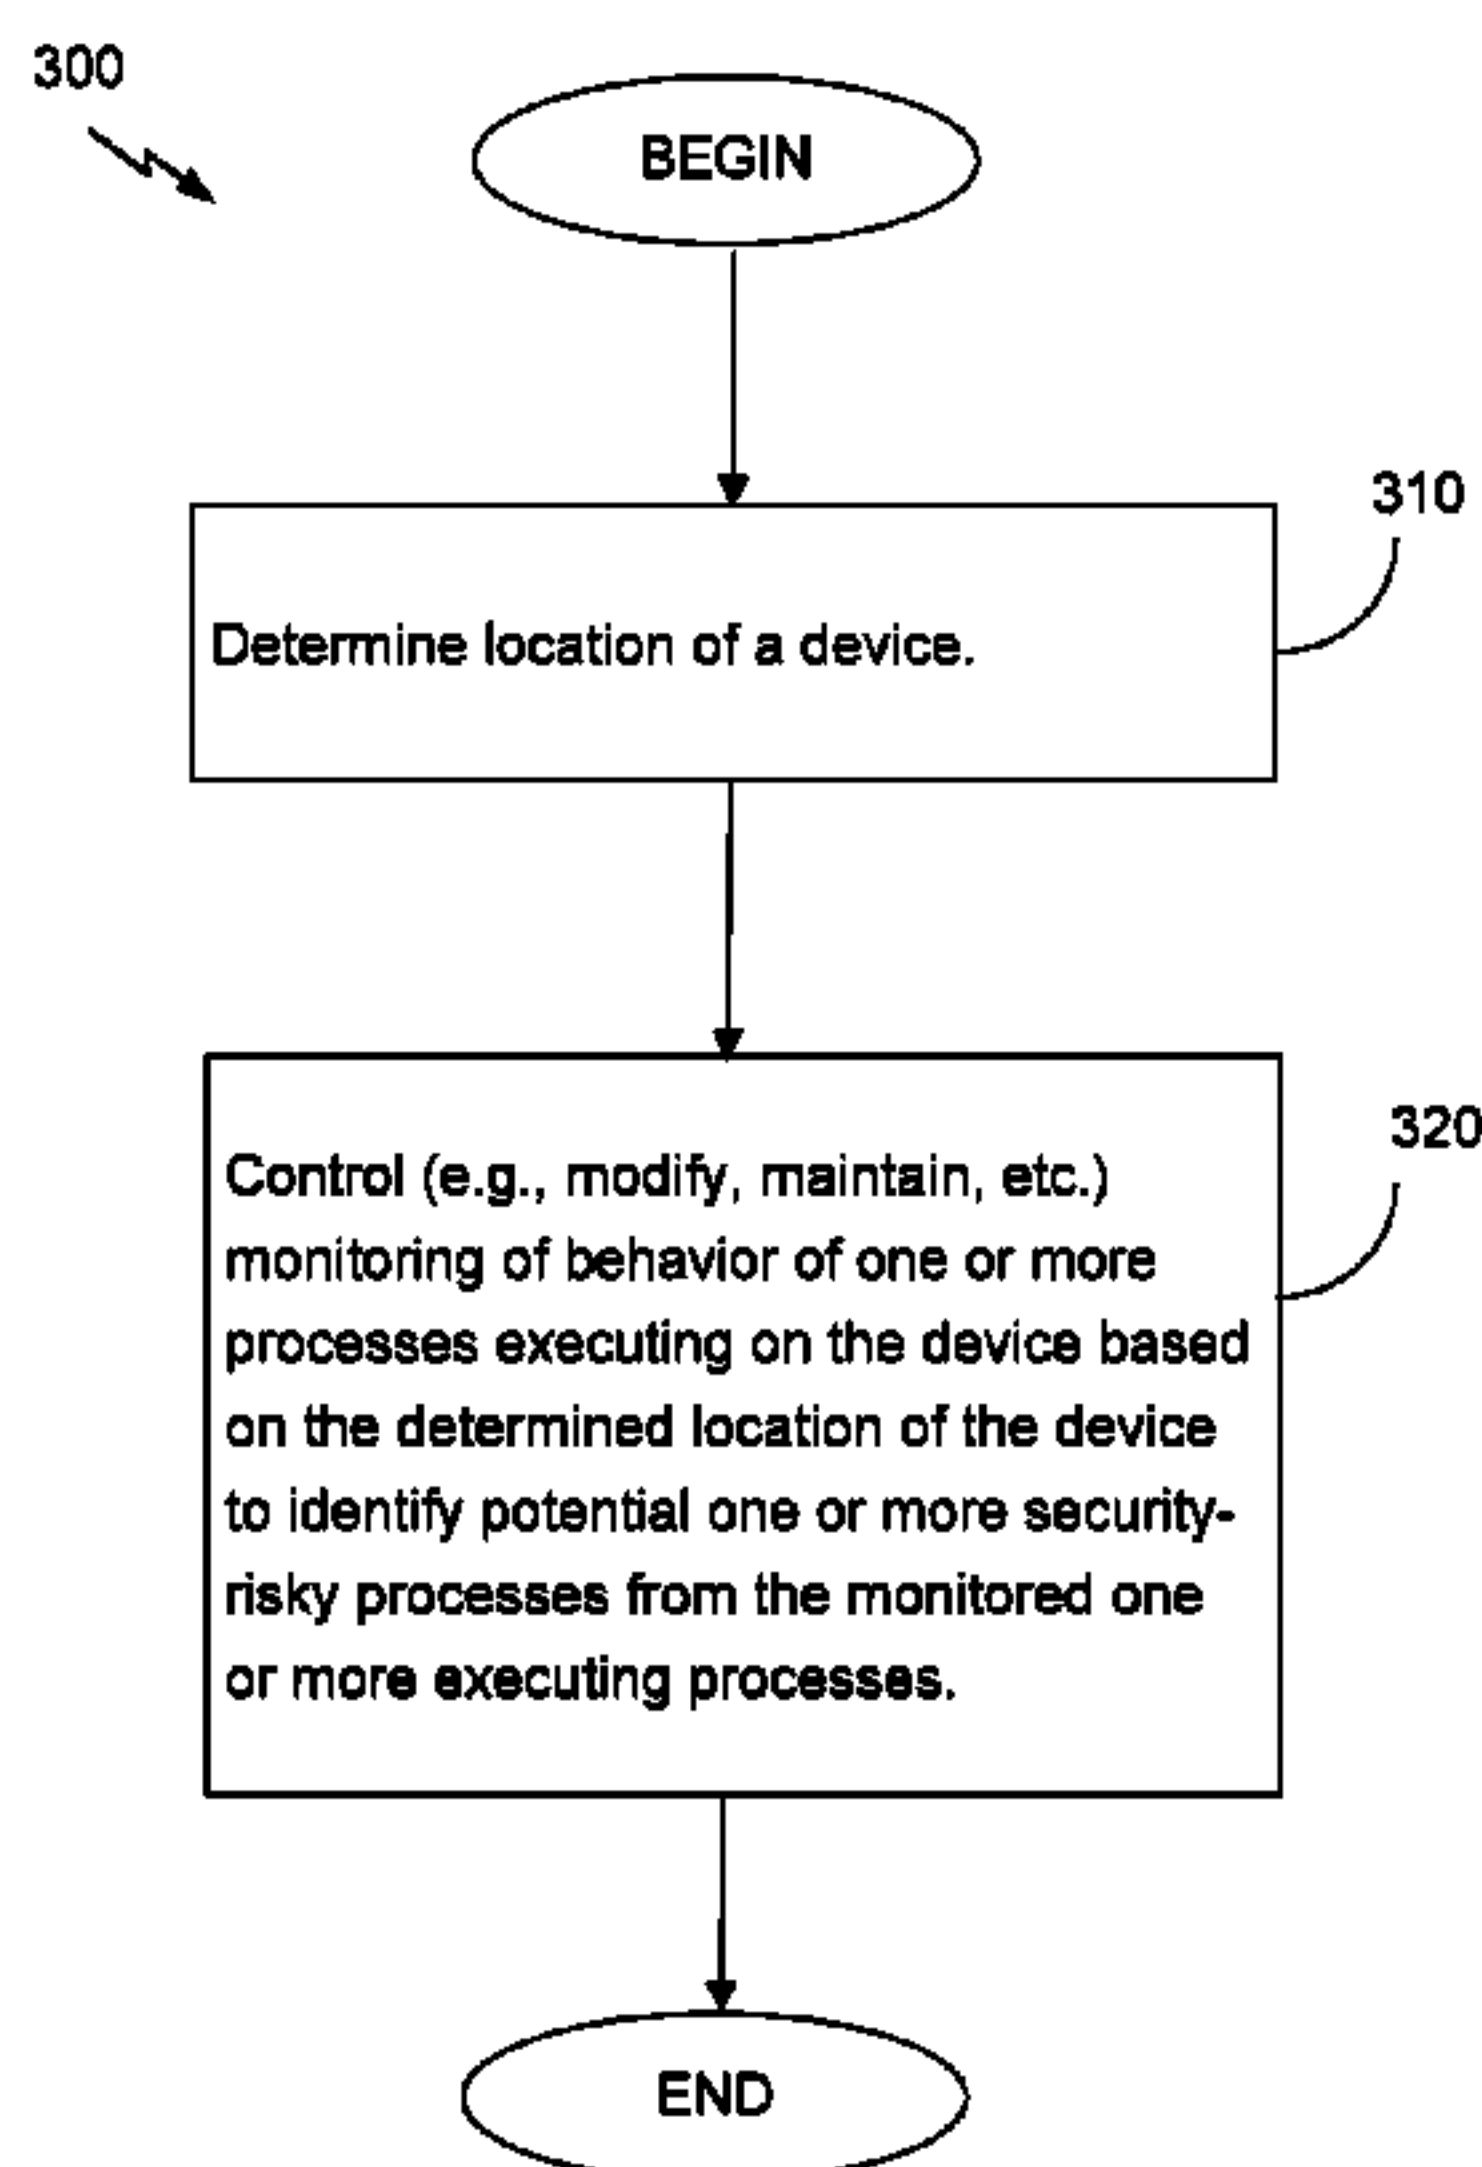 300
BEGIN
310
Determine location of a device.
320
Control (e.g., modify, maintain, etc.)
monitoring of behavior of one or more
processes executing on the device based
on the determined location of the device
to identify potential one or more security-
risky processes from the monitored one
or more executing processes.
END